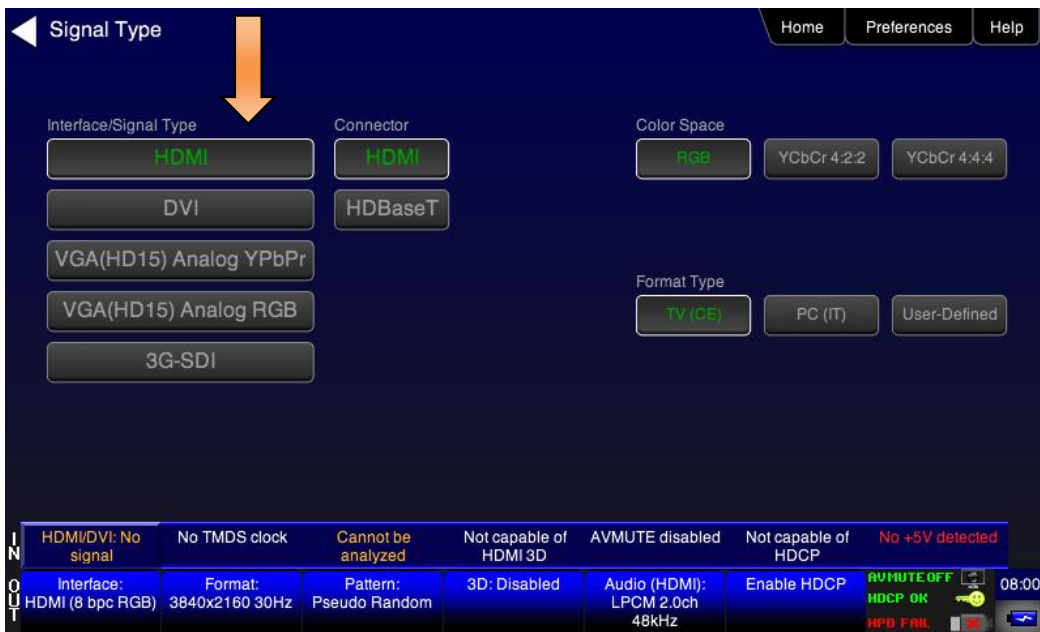 Signal Type
Home
Preferences
Help
Interface/Signal Type
Connector
Color Space
HDMI
HDMI
RGB
YCbCr 4:2:2
YCbCr 4:4:4
DVI
HDBaseT
VGA(HD15) Analog YPbPr
Format Type
VGA(HD15) Analog RGB
TV (CE)
PC (IT)
User-Defined
3G-SDI
IN
HDMI/DVI: No
signal
No TMDS clock
Cannot be
analyzed
Not capable of
HDMI 3D
AVMUTE disabled
Not capable of
HDCP
No +5V detected
OUT
Interface:
HDMI (8 bpc RGB)
Format:
3840x2160 30Hz
Pattern:
Pseudo Random
3D: Disabled
Audio (HDMI):
LPCM 2.0ch
48kHz
Enable HDCP
AVMUTEOFF
HDCP OK
HPD FAIL
08:00